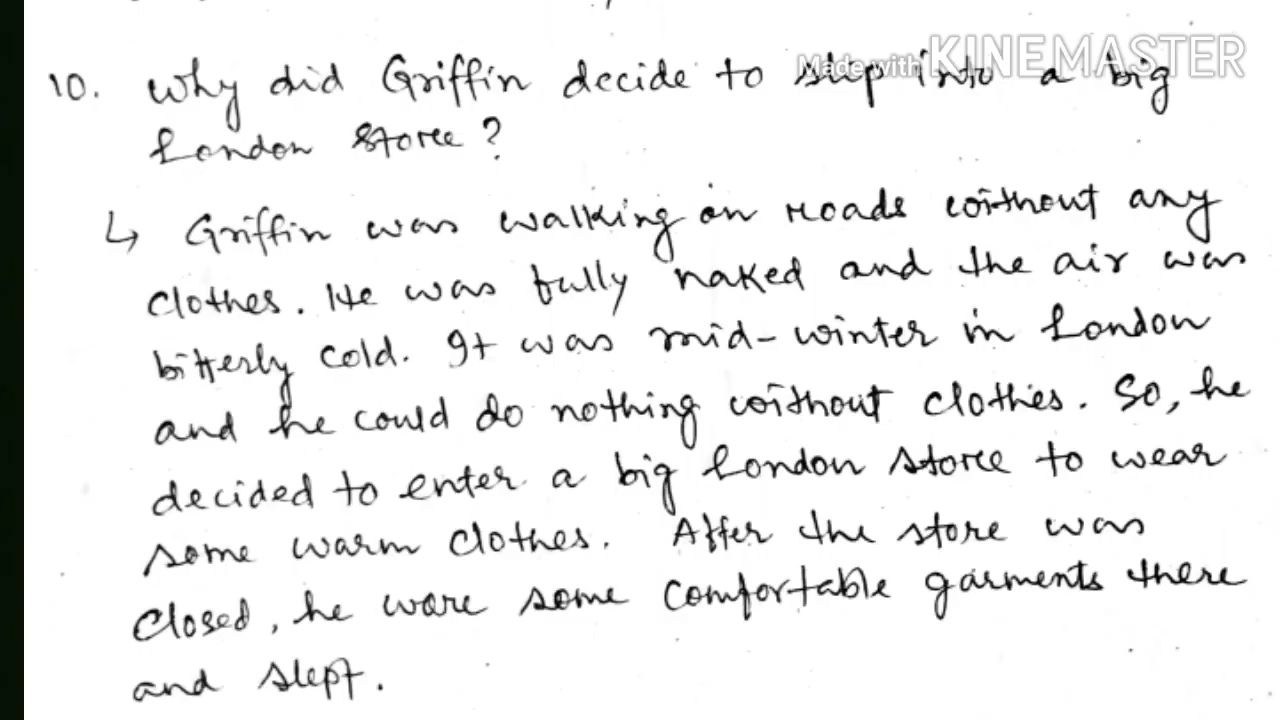 Made with KINEMASTER
10. Why did Griffin decide to slip into a big
London store?
↳ Griffin was walking on roads without any
clothes. He was fully naked and the air was
bitterly cold. It was mid-winter in London
and he could do nothing without clothes. So, he
decided to enter a big London store to wear
some warm clothes. After the store was
closed, he wore some comfortable garments there
and slept.